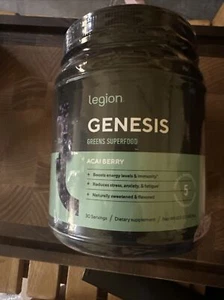 legion
GENESIS
GREENS SUPERFOOD
ACAI BERRY
• Boosts energy levels & immunity*
• Reduces stress, anxiety, & fatigue*
• Naturally sweetened & flavored
5
30 Servings / Dietary supplement /